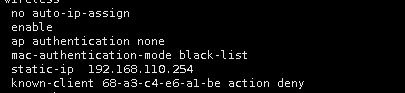 wireless
no auto-ip-assign
enable
ap authentication none
mac-authentication-mode black-list
static-ip  192.168.110.254
known-client 68-a3-c4-e6-a1-be action deny